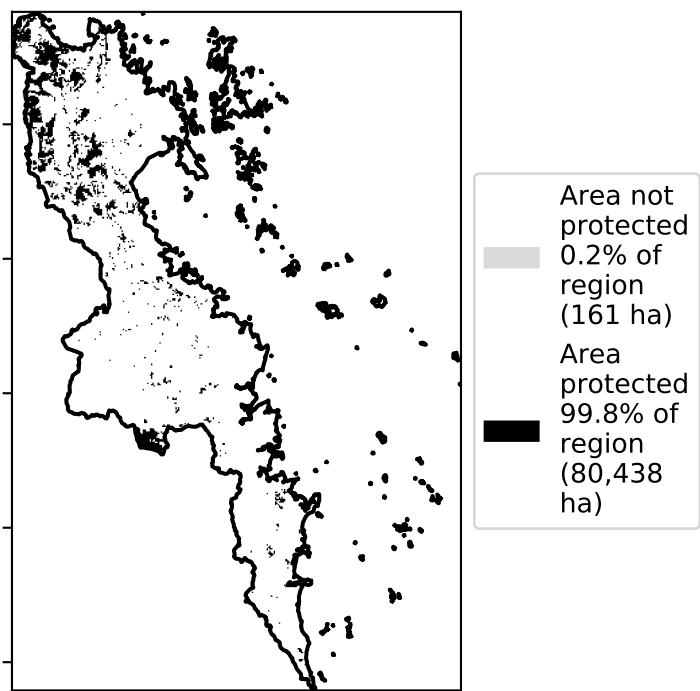 Area not
protected
0.2% of
region
(161 ha)
Area
protected
99.8% of
region
(80,438
ha)